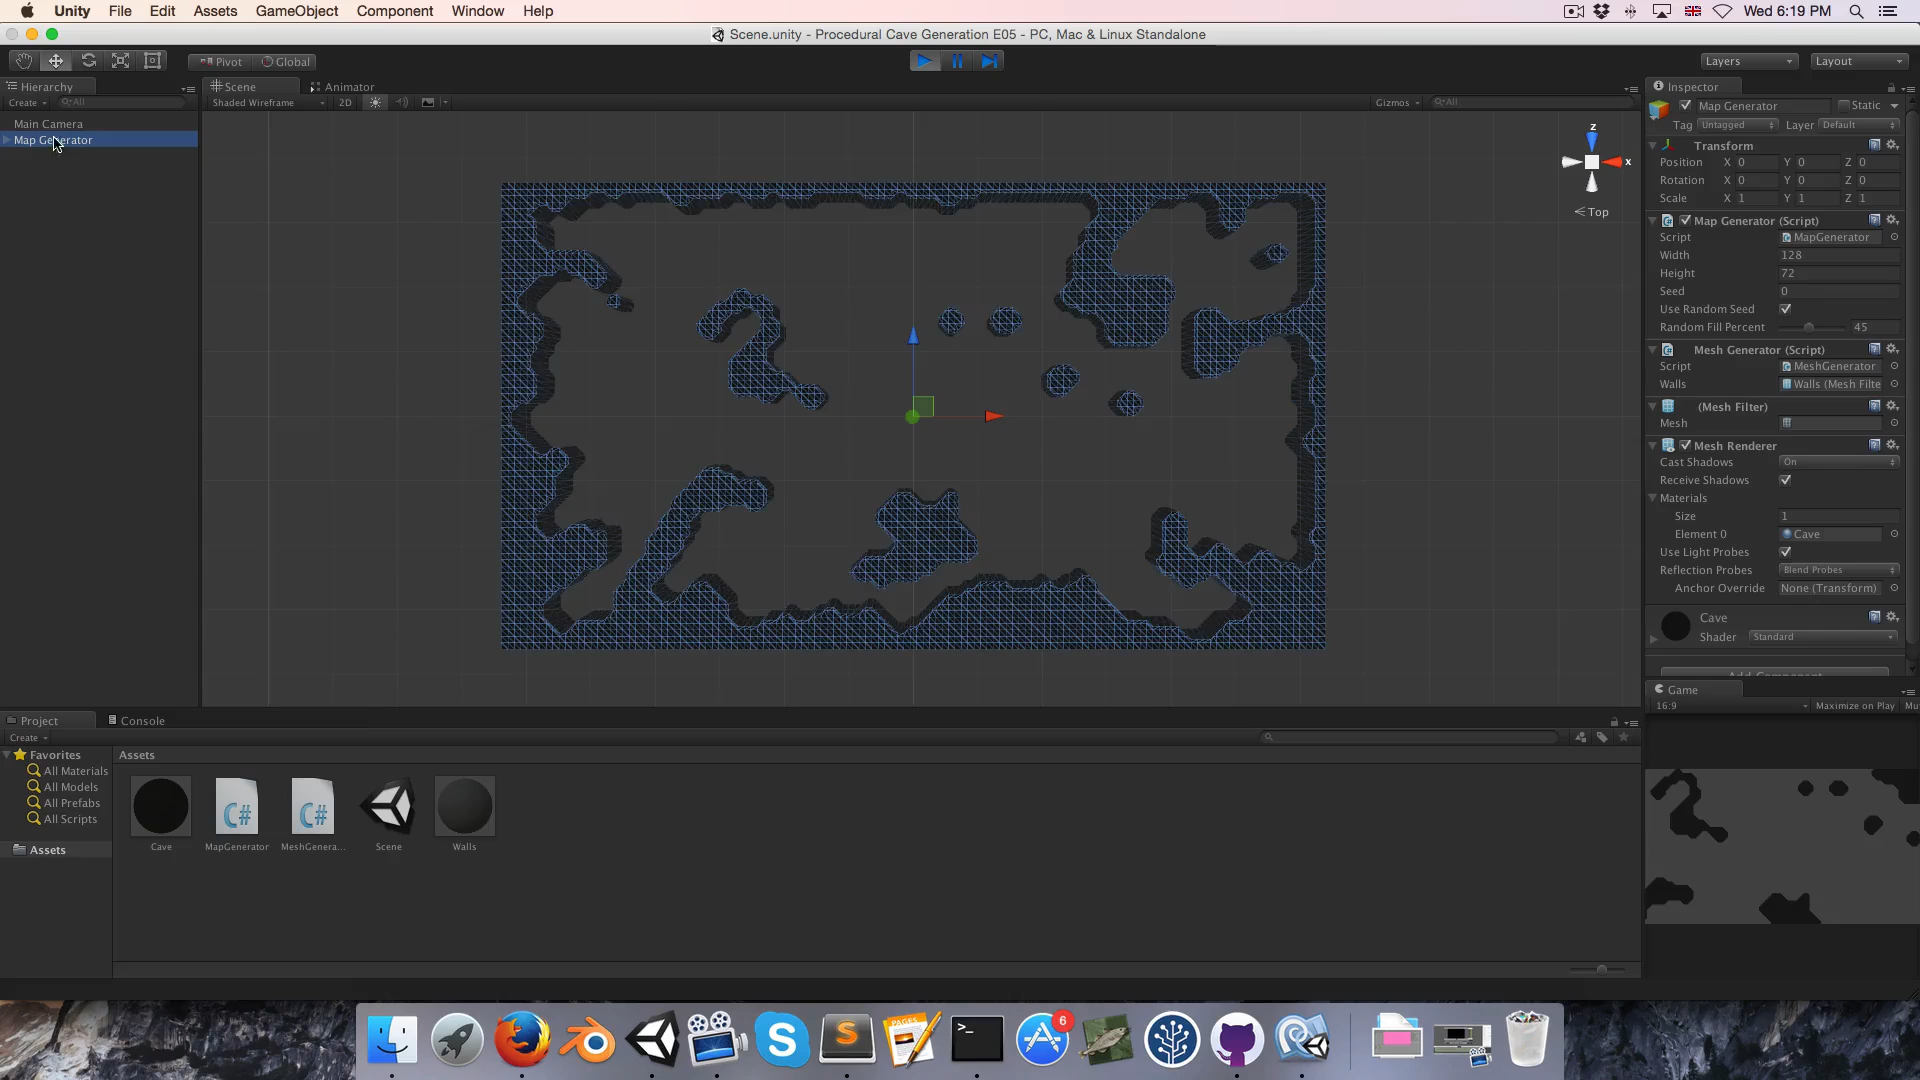 Unity File Edit Assets GameObject Component Window Help Wed 6:19 PM
Scene.unity - Procedural Cave Generation E05 - PC, Mac & Linux Standalone
Pivot Global Layers Layout
Hierarchy
Create All
Main Camera
Map Generator
Scene Animator
Shaded Wireframe 2D Gizmos All
z
x
Top
Inspector
Map Generator Static
Tag Untagged Layer Default
Transform
Position X 0 Y 0 Z 0
Rotation X 0 Y 0 Z 0
Scale X 1 Y 1 Z 1
Map Generator (Script)
Script MapGenerator
Width 128
Height 72
Seed 0
Use Random Seed
Random Fill Percent 45
Mesh Generator (Script)
Script MeshGenerator
Walls Walls (Mesh Filte
(Mesh Filter)
Mesh
Mesh Renderer
Cast Shadows On
Receive Shadows
Materials
Size 1
Element 0 Cave
Use Light Probes
Reflection Probes Blend Probes
Anchor Override None (Transform)
Cave
Shader Standard
Add Component
Game
16:9 Maximize on Play Mu
Project Console
Create
Favorites
All Materials
All Models
All Prefabs
All Scripts
Assets
Assets
C# C#
Cave MapGenerator MeshGenera... Scene Walls
PAGES
6